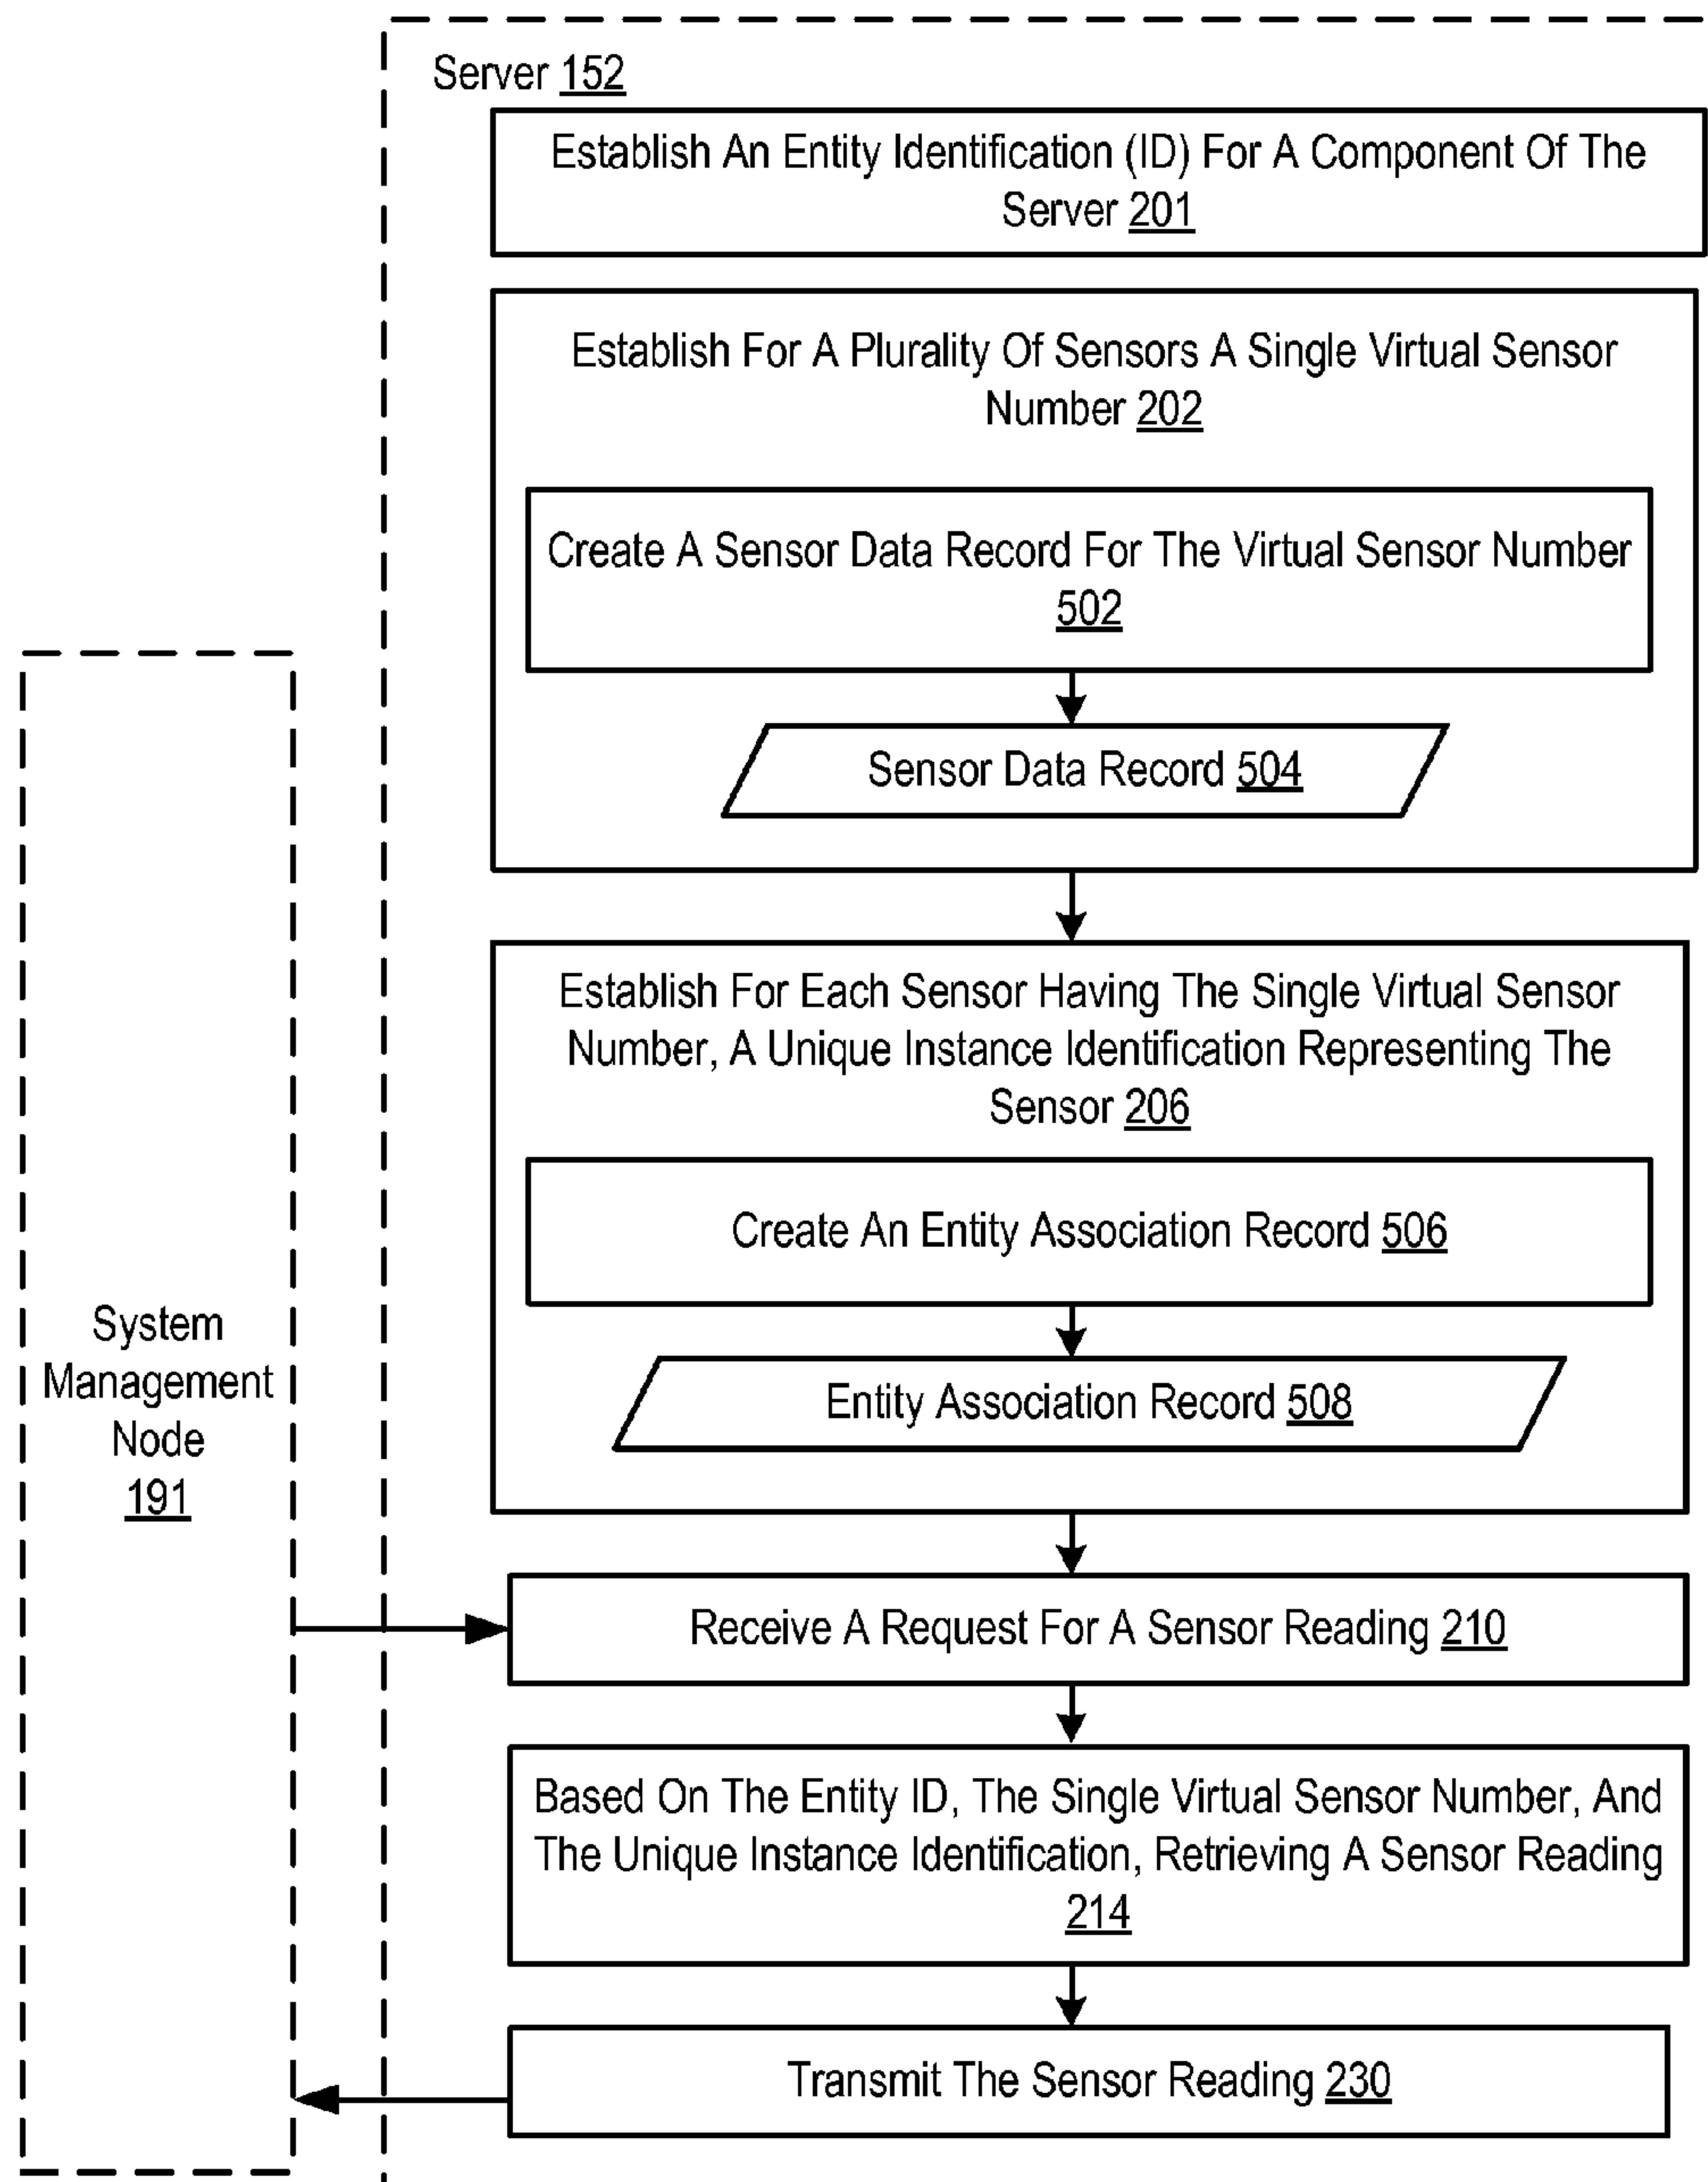 Server 152
Establish An Entity Identification (ID) For A Component Of The
Server 201
Establish For A Plurality Of Sensors A Single Virtual Sensor
Number 202
Create A Sensor Data Record For The Virtual Sensor Number
502
Sensor Data Record 504
Establish For Each Sensor Having The Single Virtual Sensor
Number, A Unique Instance Identification Representing The
Sensor 206
Create An Entity Association Record 506
Entity Association Record 508
System
Management
Node
191
Receive A Request For A Sensor Reading 210
Based On The Entity ID, The Single Virtual Sensor Number, And
The Unique Instance Identification, Retrieving A Sensor Reading
214
Transmit The Sensor Reading 230